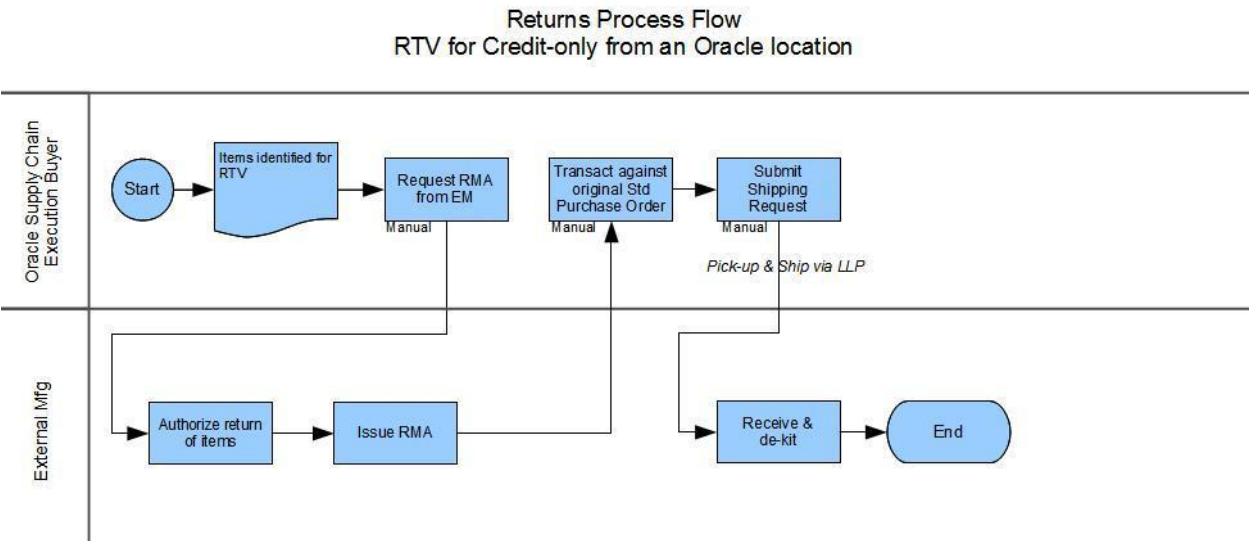 Returns Process Flow
RTV for Credit-only from an Oracle location
Oracle Supply Chain
Execution Buyer
Start
Items identified for
RTV
Request RMA
from EM
Manual
Transact against
original Std
Purchase Order
Manual
Submit
Shipping
Request
Manual
Pick-up & Ship via LLP
External Mfg
Authorize return
of items
Issue RMA
Receive &
de-kit
End